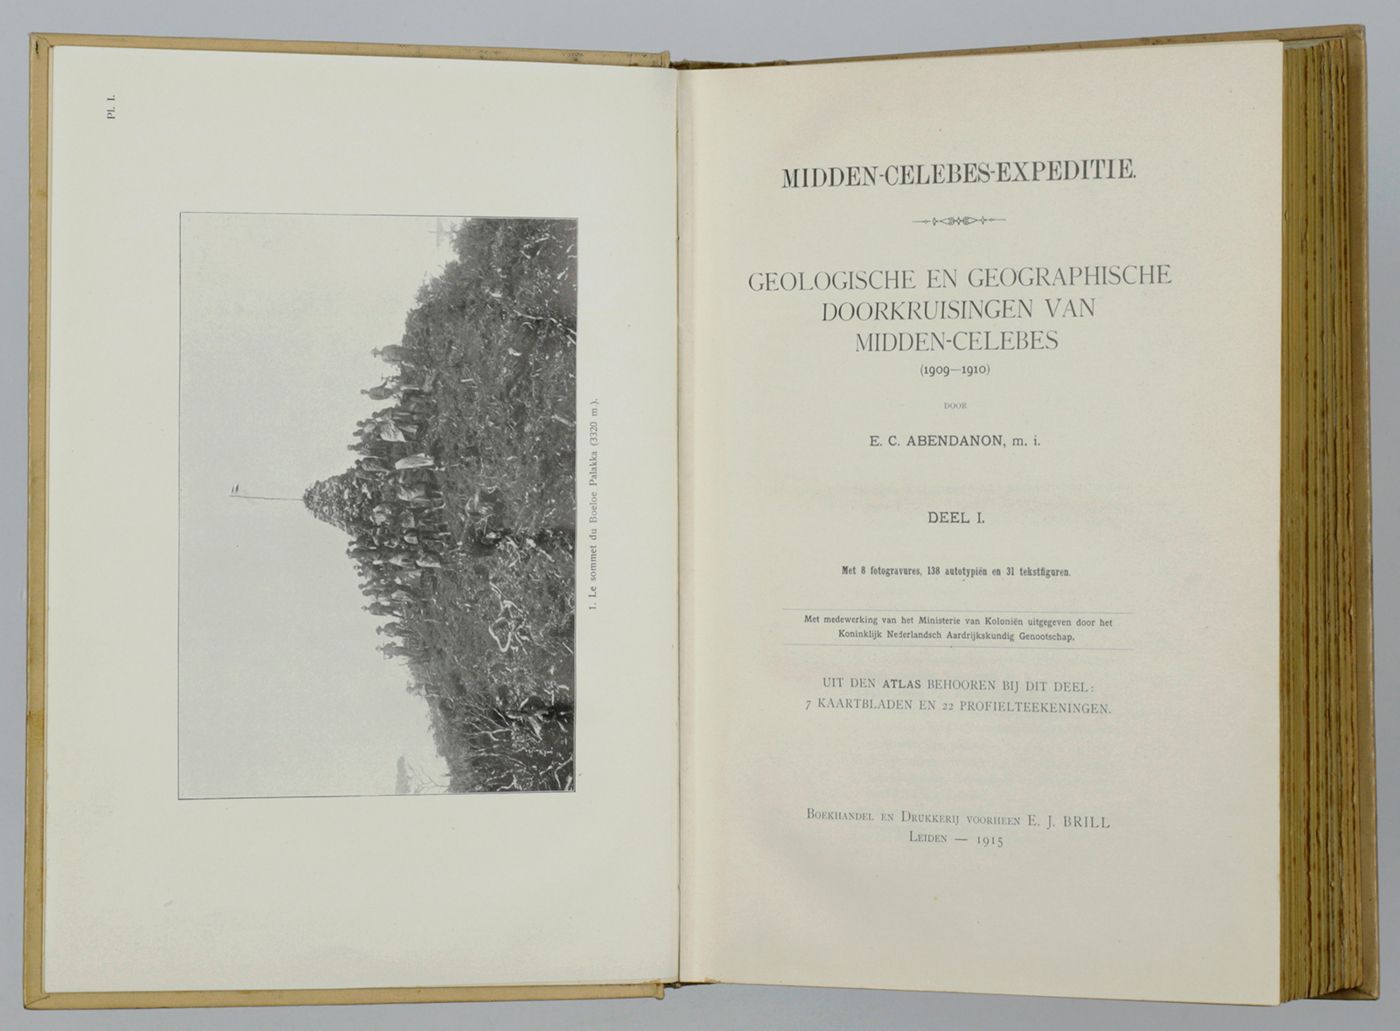 Pl. I.
1. Le sommet du Boeloe Palakka (3320 m.).
MIDDEN-CELEBES-EXPEDITIE.
GEOLOGISCHE EN GEOGRAPHISCHE
DOORKRUISINGEN VAN
MIDDEN-CELEBES
(1909—1910)
DOOR
E. C. ABENDANON, m. i.
DEEL I.
Met 8 fotogravures, 138 autotypiën en 31 tekstfiguren.
Met medewerking van het Ministerie van Koloniën uitgegeven door het
Koninklijk Nederlandsch Aardrijkskundig Genootschap.
UIT DEN ATLAS BEHOOREN BIJ DIT DEEL:
7 KAARTBLADEN EN 22 PROFIELTEEKENINGEN.
BOEKHANDEL EN DRUKKERIJ VOORHEEN E. J. BRILL
LEIDEN — 1915